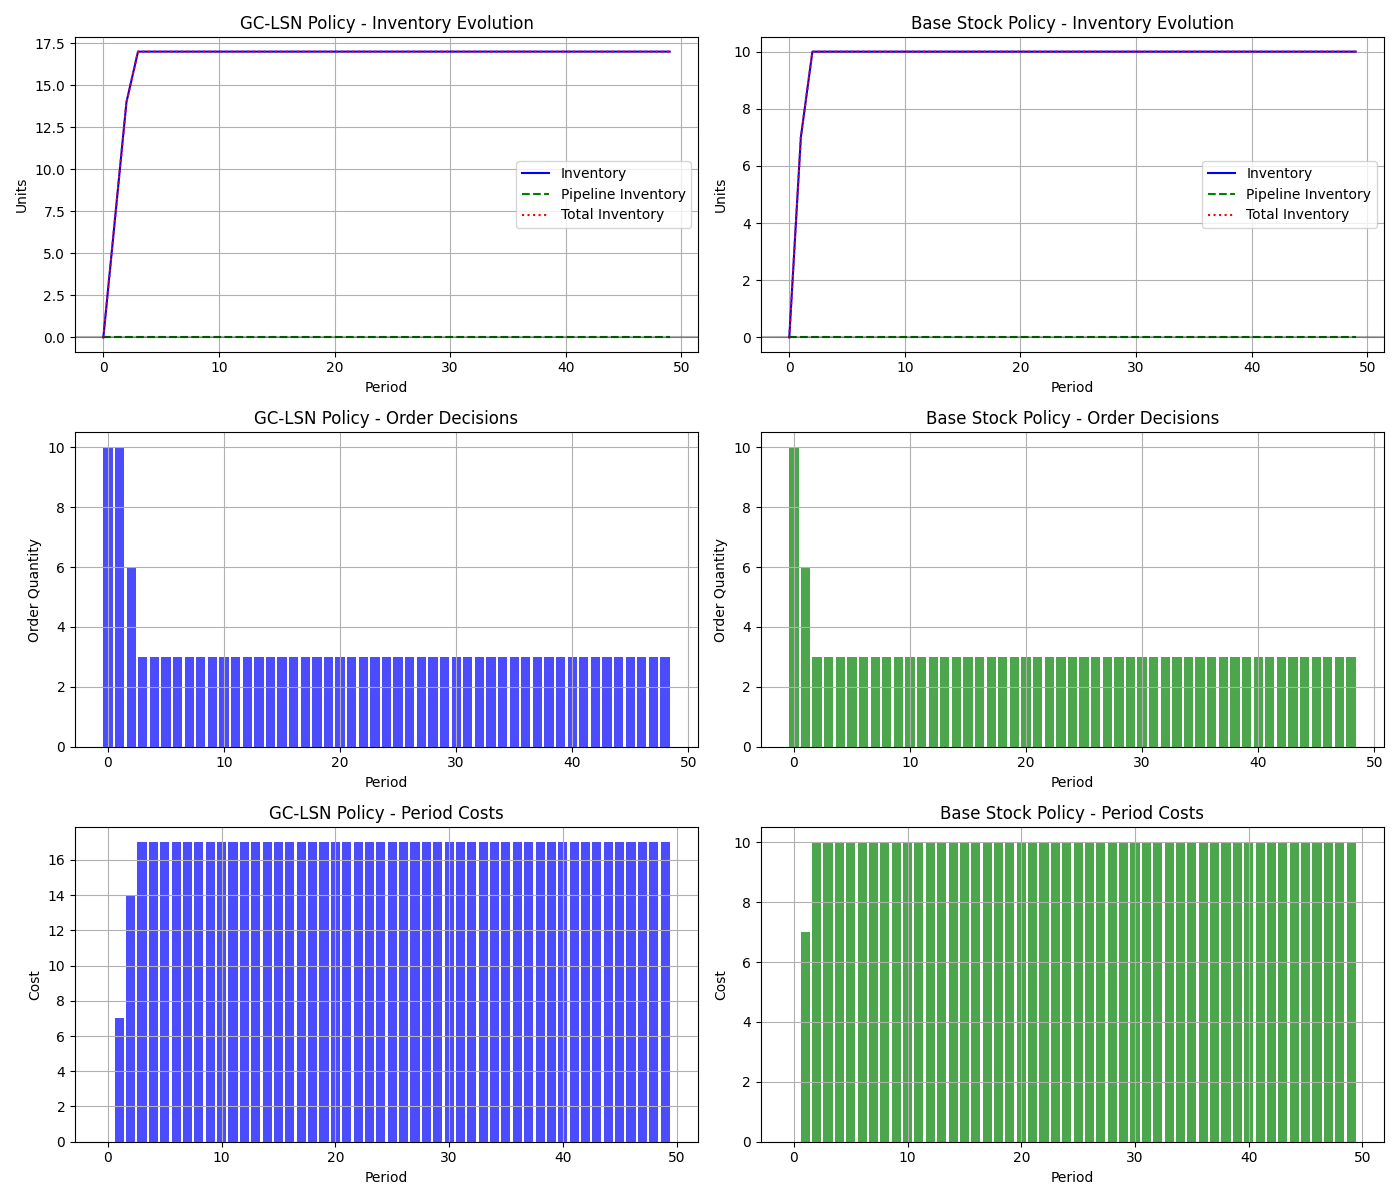 GC-LSN Policy - Inventory Evolution
Units
17.5
15.0
12.5
10.0
7.5
5.0
2.5
0.0
Inventory
Pipeline Inventory
Total Inventory
0 10 20 30 40 50
Period
Base Stock Policy - Inventory Evolution
Units
10
8
6
4
2
0
Inventory
Pipeline Inventory
Total Inventory
0 10 20 30 40 50
Period
GC-LSN Policy - Order Decisions
Order Quantity
10
8
6
4
2
0
0 10 20 30 40 50
Period
Base Stock Policy - Order Decisions
Order Quantity
10
8
6
4
2
0
0 10 20 30 40 50
Period
GC-LSN Policy - Period Costs
Cost
16
14
12
10
8
6
4
2
0
0 10 20 30 40 50
Period
Base Stock Policy - Period Costs
Cost
10
8
6
4
2
0
0 10 20 30 40 50
Period